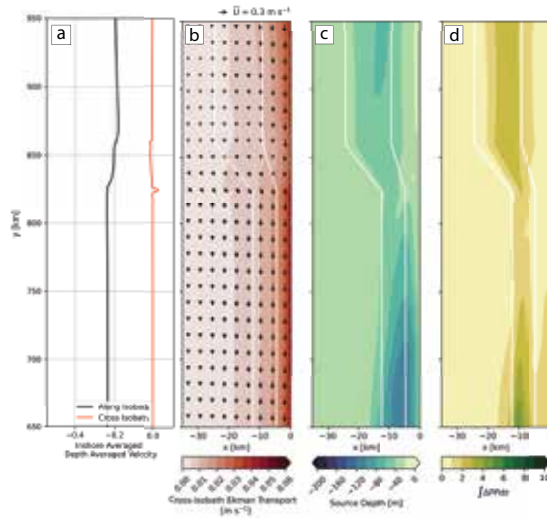 → U̅ = 0.3 m s⁻¹
a
b
c
d
950
900
850
800
750
700
650
y [km]
−0.4
−0.2
0.0
Along Isobath
Cross Isobath
Inshore Averaged
Depth Averaged Velocity
−30
−20
−10
0
x [km]
−30
−20
−10
0
x [km]
−30
−20
−10
0
x [km]
0.00
0.01
0.02
0.03
0.04
0.05
0.06
Cross-Isobath Ekman Transport
[m s⁻¹]
−200
−160
−120
−80
−40
0
Source Depth [m]
0
2
4
6
8
10